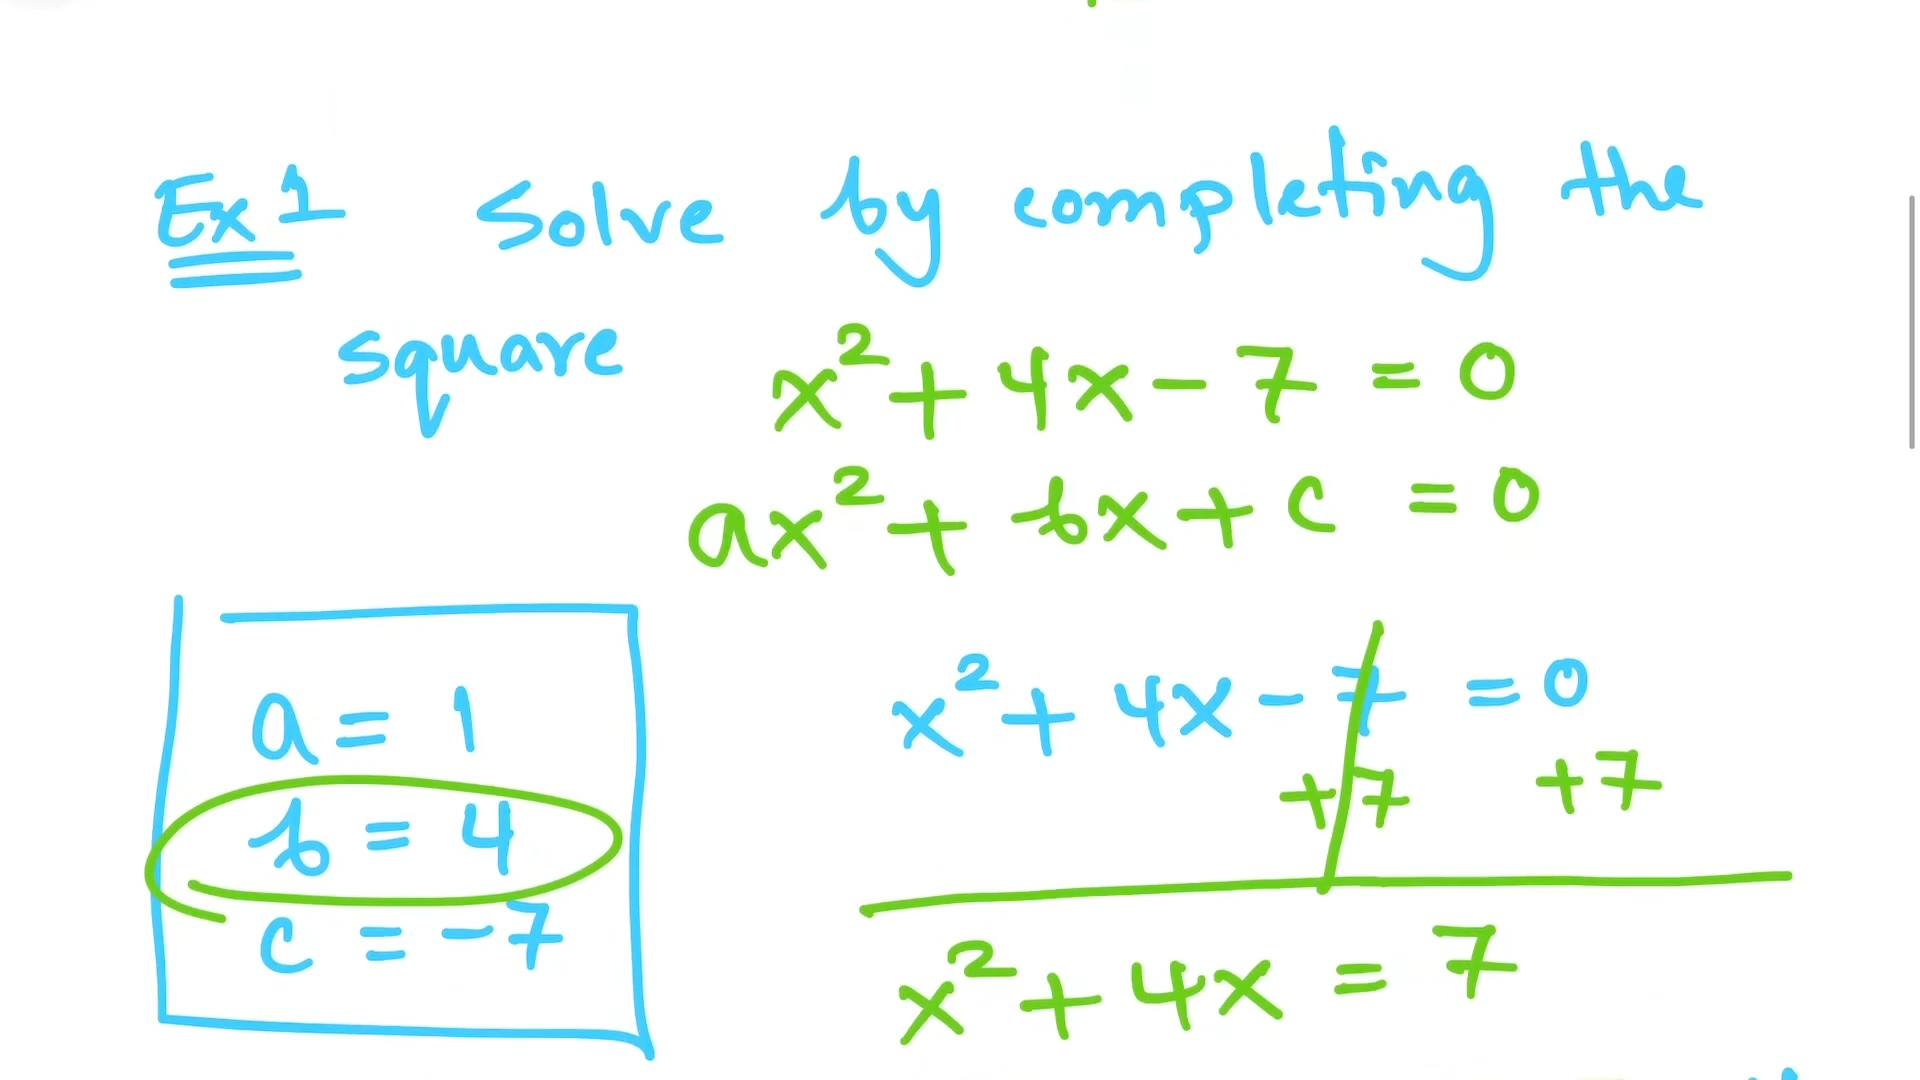 Ex 1 Solve by completing the
square x² + 4x - 7 = 0
ax² + bx + c = 0
a = 1
b = 4
c = -7
x² + 4x - 7 = 0
+7 +7
x² + 4x = 7